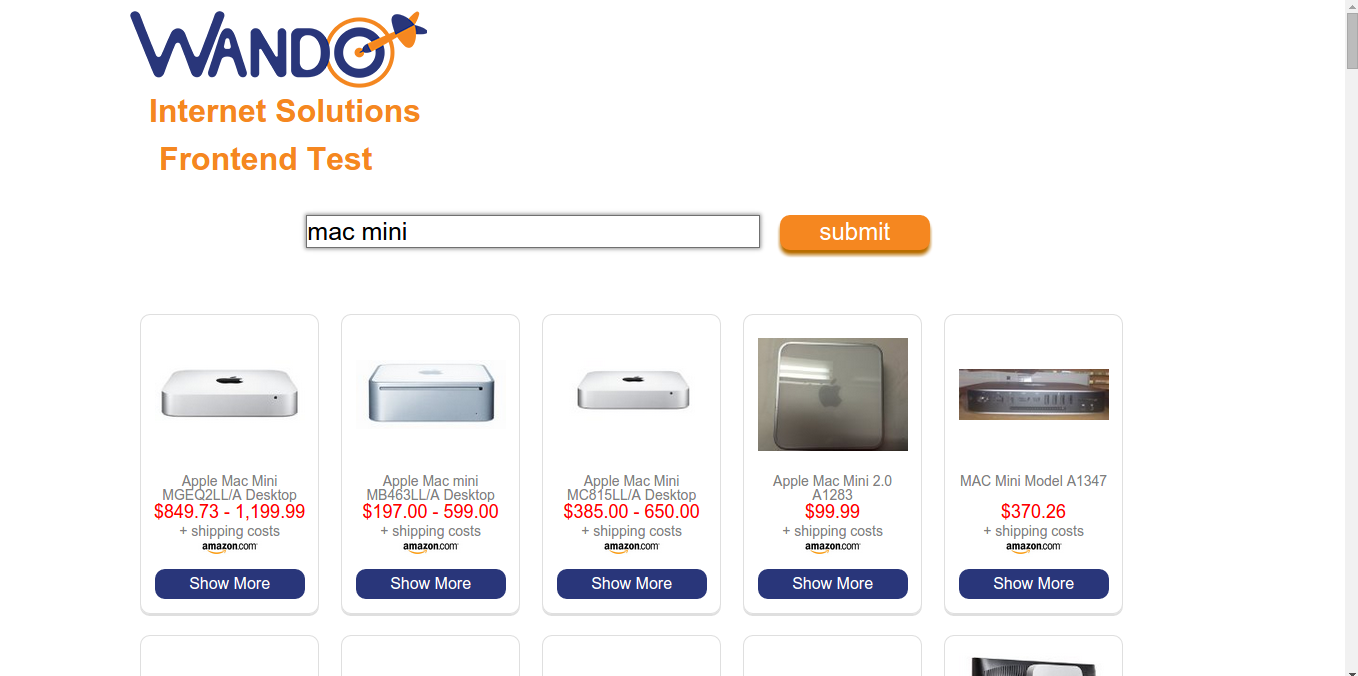 WANDO
Internet Solutions
Frontend Test
mac mini
submit
Apple Mac Mini
MGEQ2LL/A Desktop
$849.73 - 1,199.99
+ shipping costs
amazon.com
Show More
Apple Mac mini
MB463LL/A Desktop
$197.00 - 599.00
+ shipping costs
amazon.com
Show More
Apple Mac Mini
MC815LL/A Desktop
$385.00 - 650.00
+ shipping costs
amazon.com
Show More
Apple Mac Mini 2.0
A1283
$99.99
+ shipping costs
amazon.com
Show More
MAC Mini Model A1347
$370.26
+ shipping costs
amazon.com
Show More